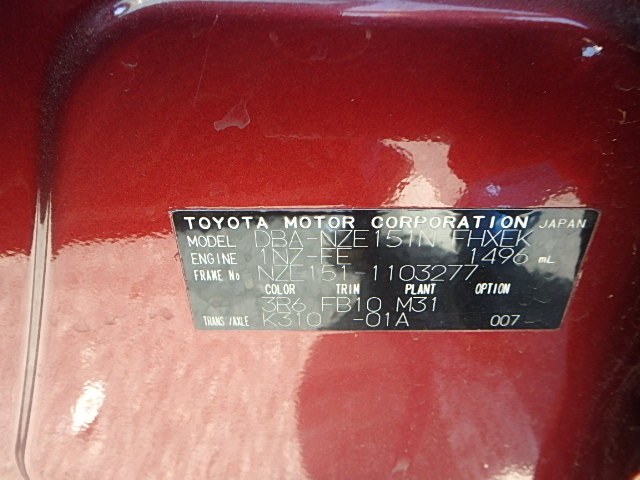 TOYOTA MOTOR CORPORATION JAPAN
MODEL DBA-NZE151N-FHXEK
ENGINE 1NZ-FE 1496 mL
FRAME No NZE151-1103277
COLOR TRIM PLANT OPTION
3R6 FB10 M31
TRANS/AXLE K310 -01A 007